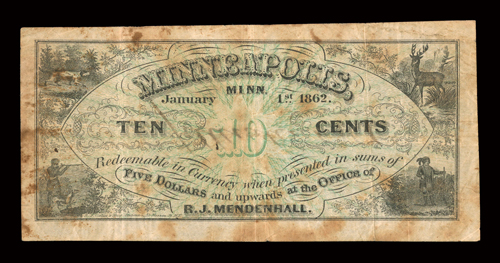 MINNEAPOLIS,
MINN.
January 1st 1862.
TEN CENTS
10
Redeemable in Currency when presented in sums of
FIVE DOLLARS and upwards at the Office of
R. J. MENDENHALL.